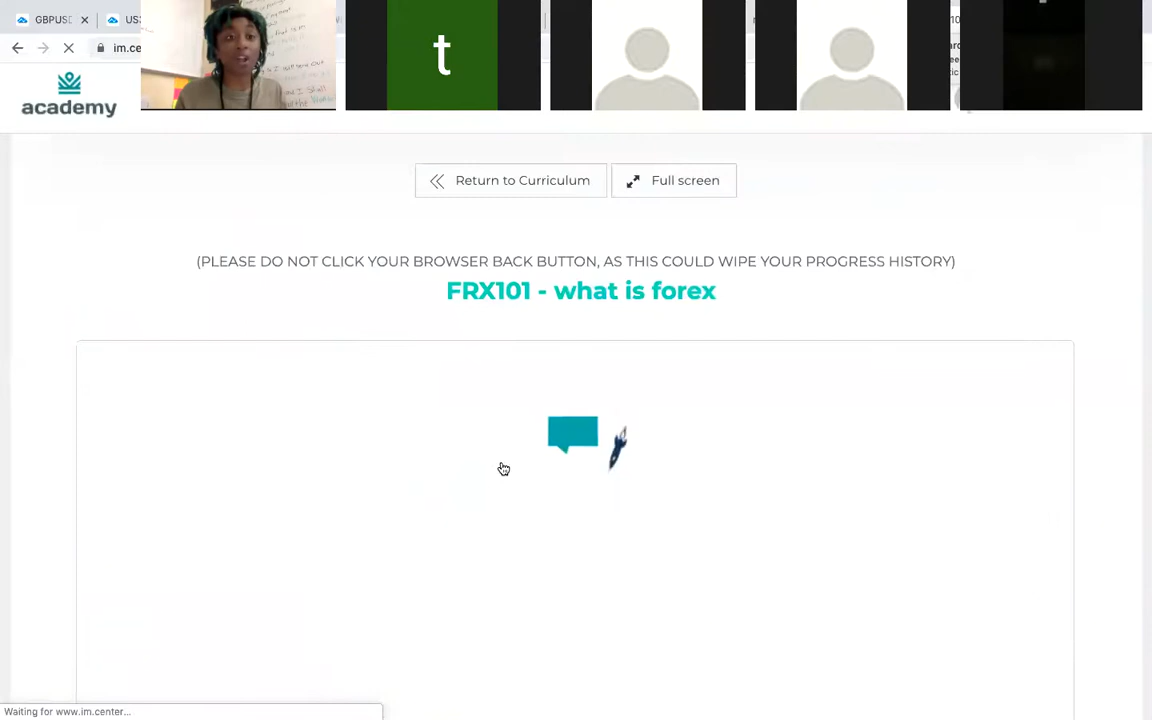 GBPUSD
US
im.ce
academy
t
Return to Curriculum
Full screen
(PLEASE DO NOT CLICK YOUR BROWSER BACK BUTTON, AS THIS COULD WIPE YOUR PROGRESS HISTORY)
FRX101 - what is forex
Waiting for www.im.center...